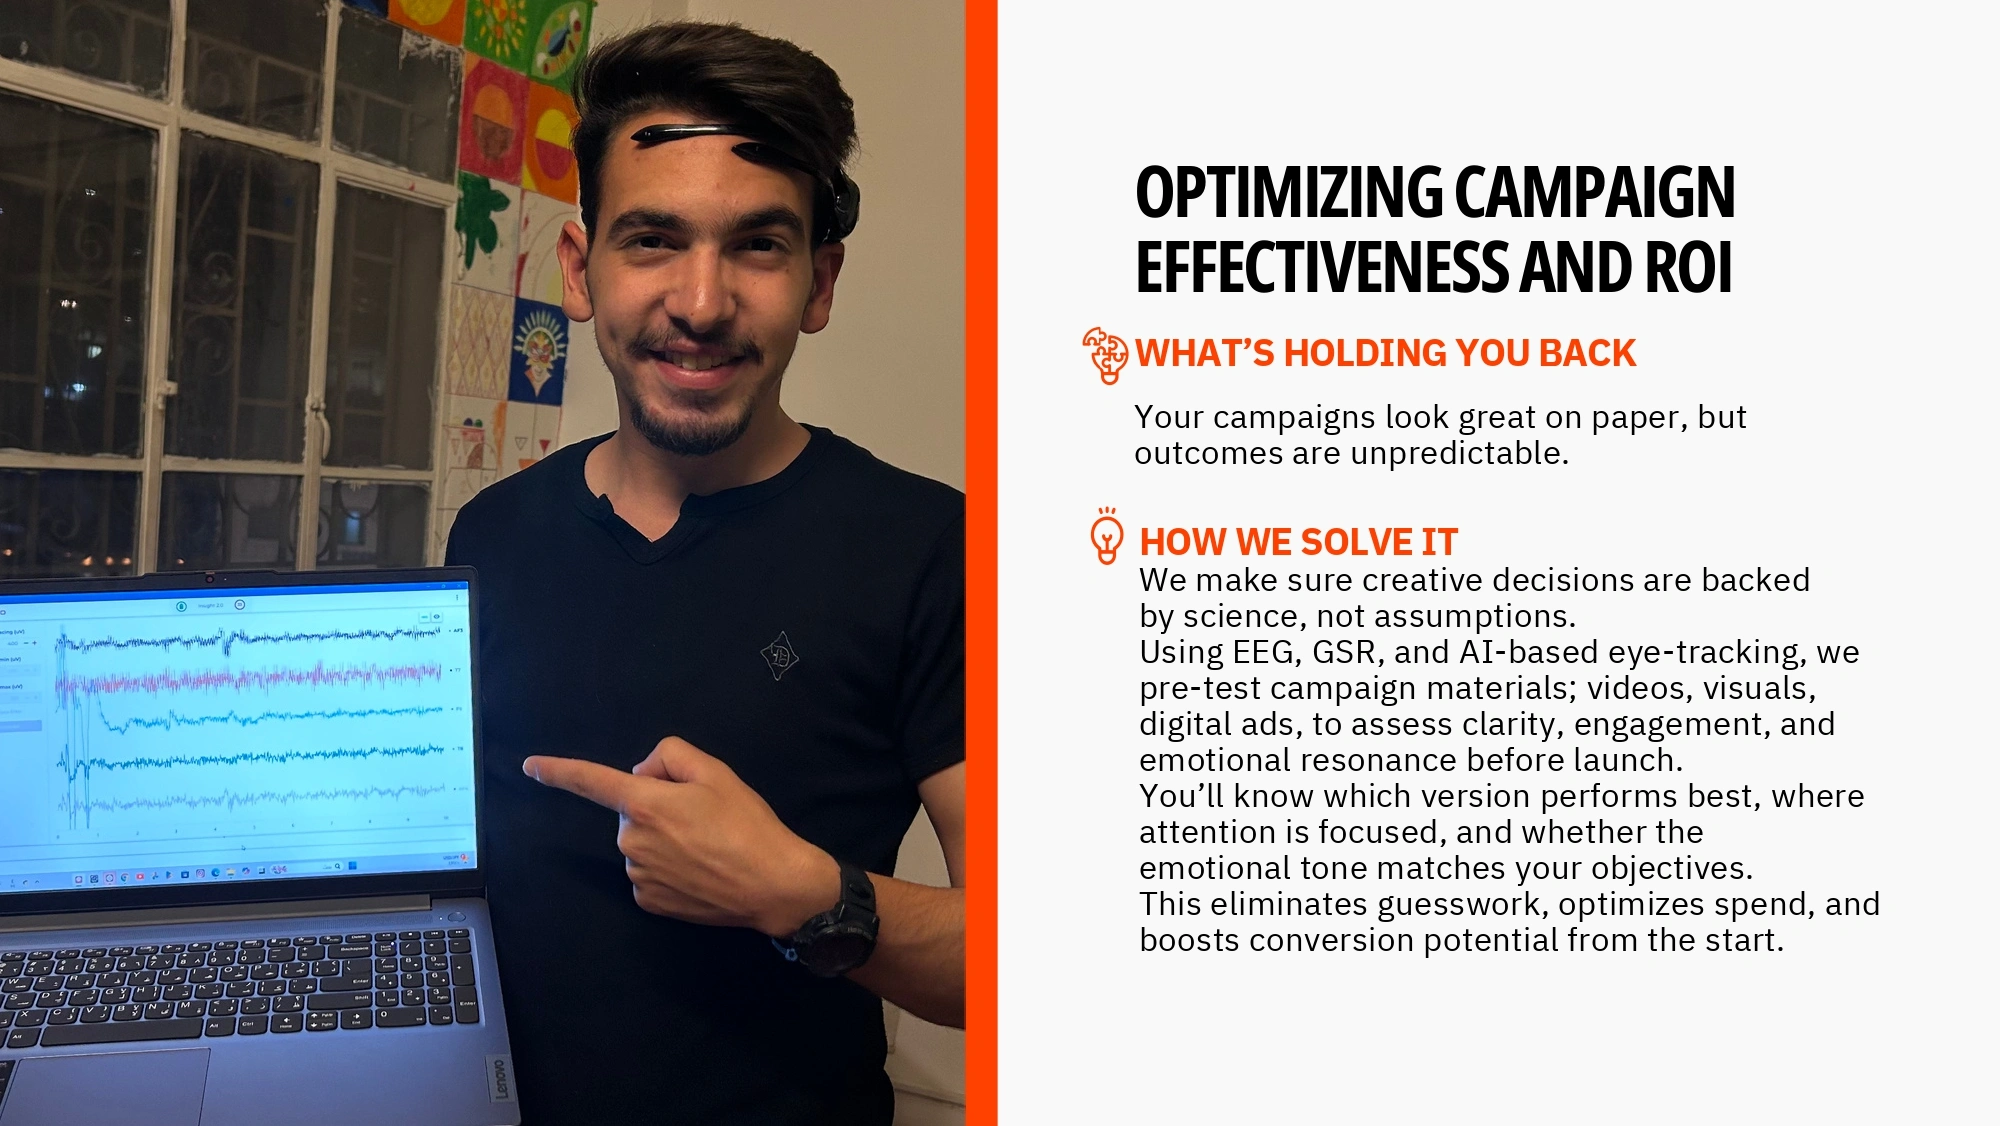 OPTIMIZING CAMPAIGN
EFFECTIVENESS AND ROI
WHAT’S HOLDING YOU BACK
Your campaigns look great on paper, but
outcomes are unpredictable.
HOW WE SOLVE IT
We make sure creative decisions are backed
by science, not assumptions.
Using EEG, GSR, and AI-based eye-tracking, we
pre-test campaign materials; videos, visuals,
digital ads, to assess clarity, engagement, and
emotional resonance before launch.
You’ll know which version performs best, where
attention is focused, and whether the
emotional tone matches your objectives.
This eliminates guesswork, optimizes spend, and
boosts conversion potential from the start.
Lenovo